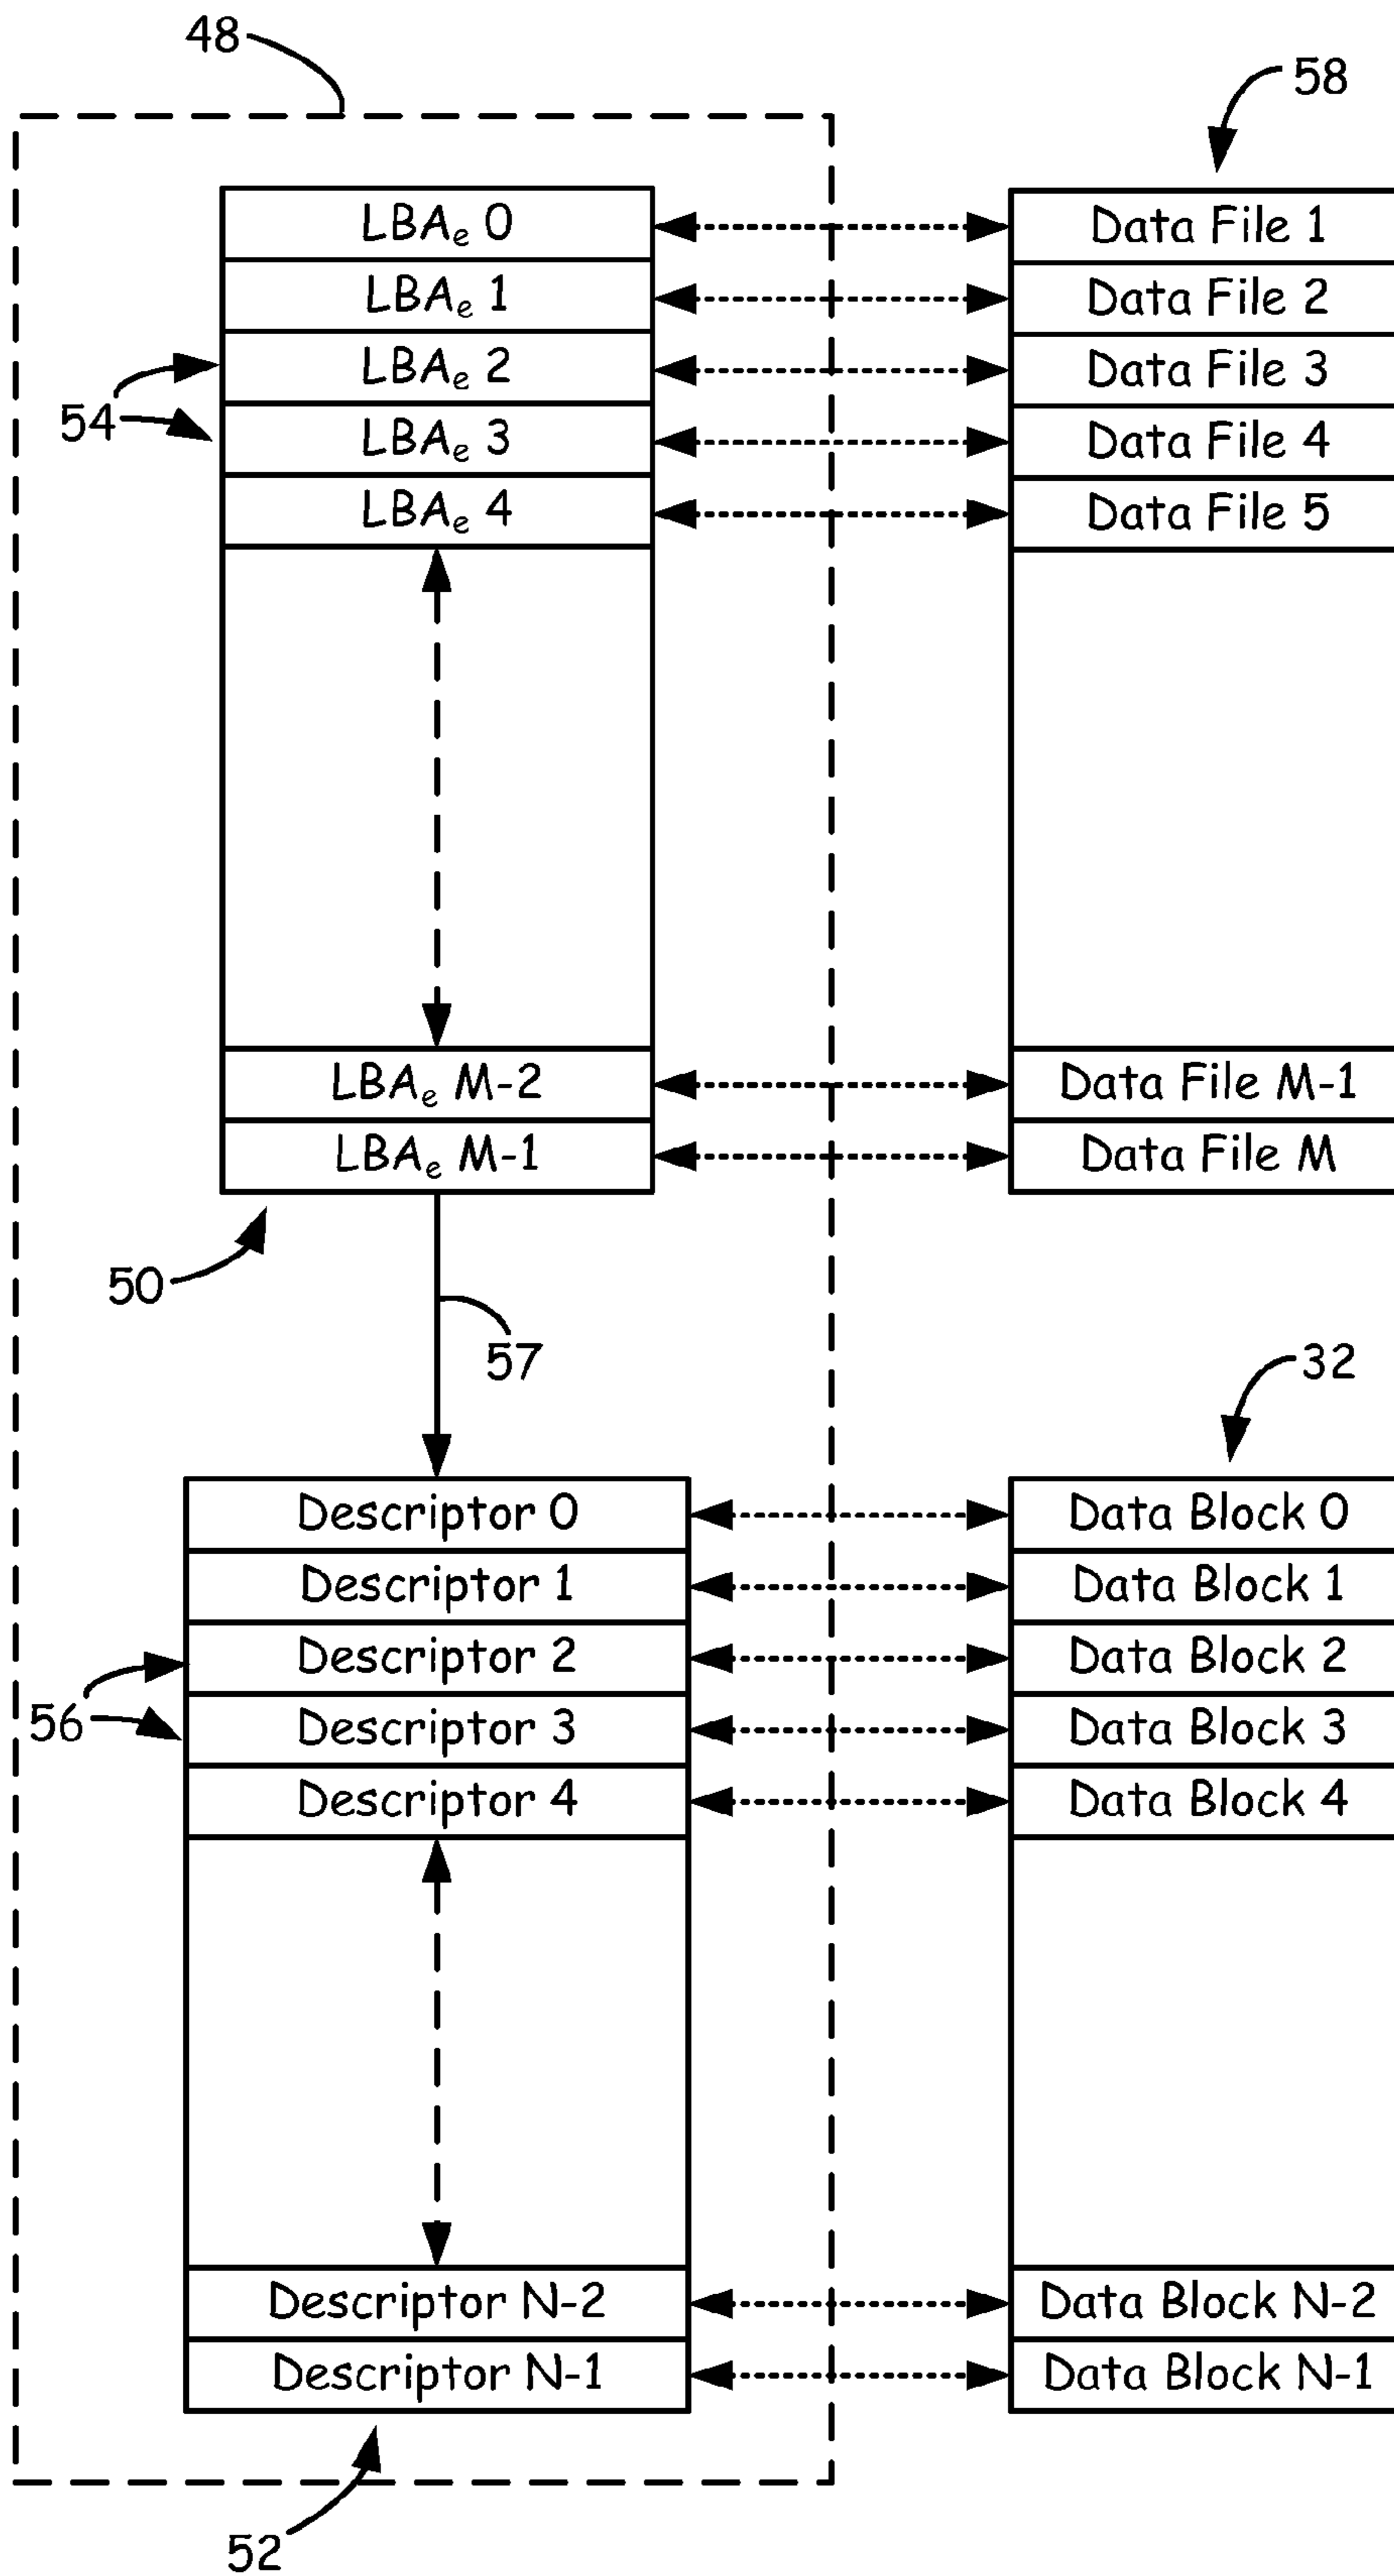 48
58
LBAₑ 0 Data File 1
LBAₑ 1 Data File 2
LBAₑ 2 Data File 3
54
LBAₑ 3 Data File 4
LBAₑ 4 Data File 5
LBAₑ M-2 Data File M-1
LBAₑ M-1 Data File M
50
57
32
Descriptor 0 Data Block 0
Descriptor 1 Data Block 1
Descriptor 2 Data Block 2
56
Descriptor 3 Data Block 3
Descriptor 4 Data Block 4
Descriptor N-2 Data Block N-2
Descriptor N-1 Data Block N-1
52